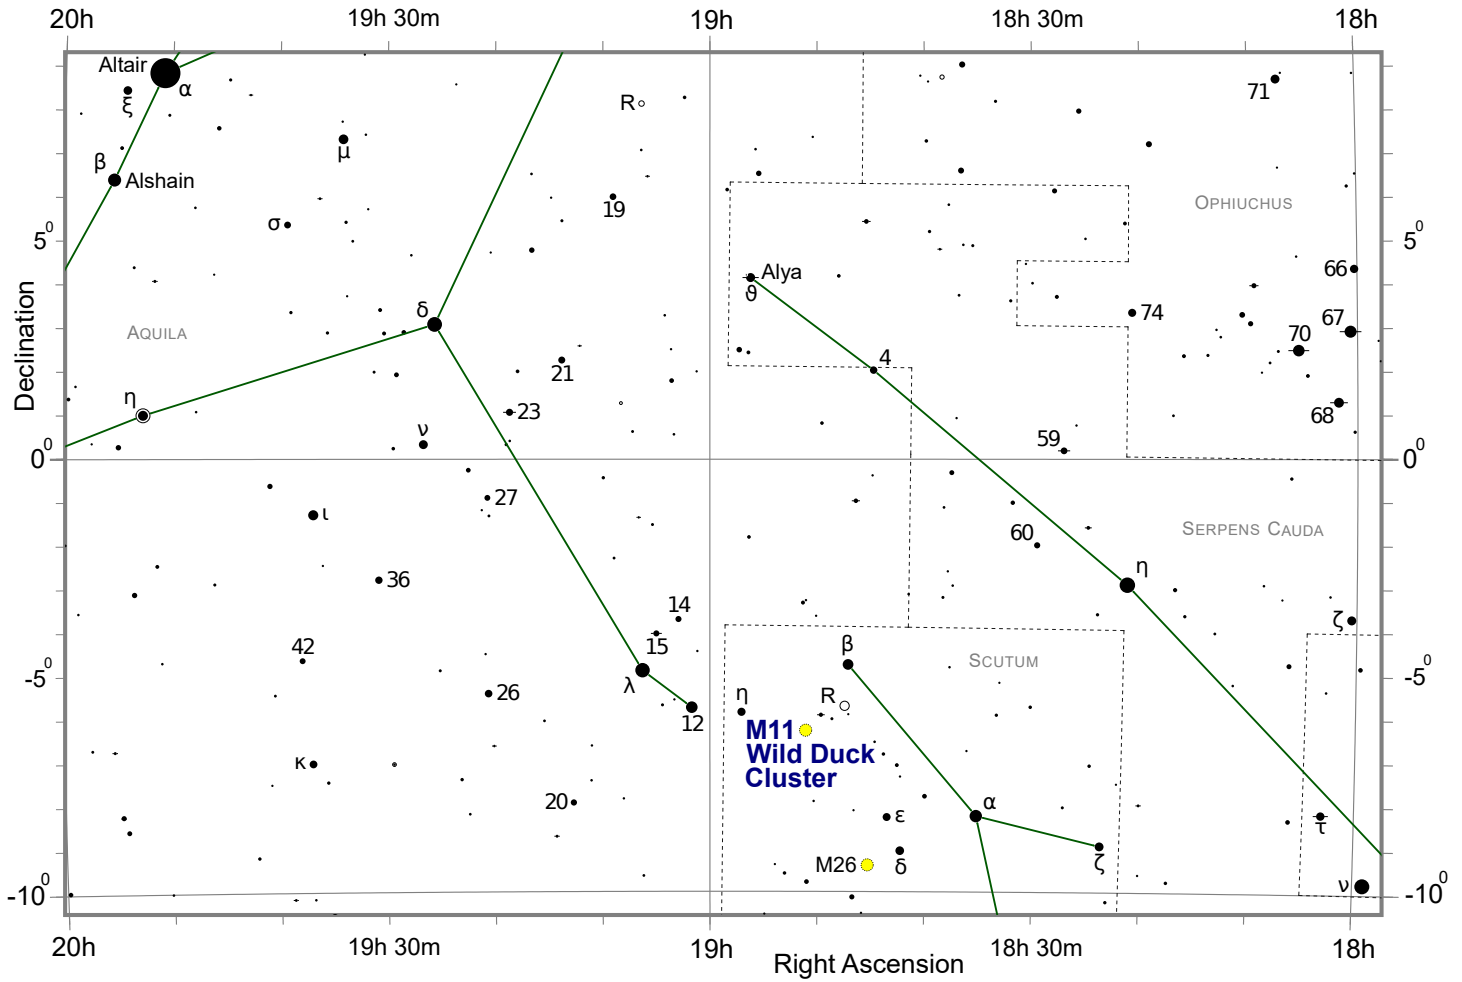 20h
19h 30m
19h
18h 30m
18h
Altair
α
ξ
R
71
μ
β
Alshain
19
OPHIUCHUS
σ
5⁰
5⁰
Alya
66
ϑ
δ
74
67
AQUILA
70
4
21
η
23
68
ν
59
0⁰
0⁰
27
ι
60
SERPENS CAUDA
36
η
14
ζ
42
15
β
SCUTUM
-5⁰
-5⁰
λ
26
η
R
12
M11
Wild Duck
Cluster
κ
20
α
ε
τ
M26
δ
ζ
ν
-10⁰
-10⁰
20h
19h 30m
19h
18h 30m
18h
Right Ascension
Declination